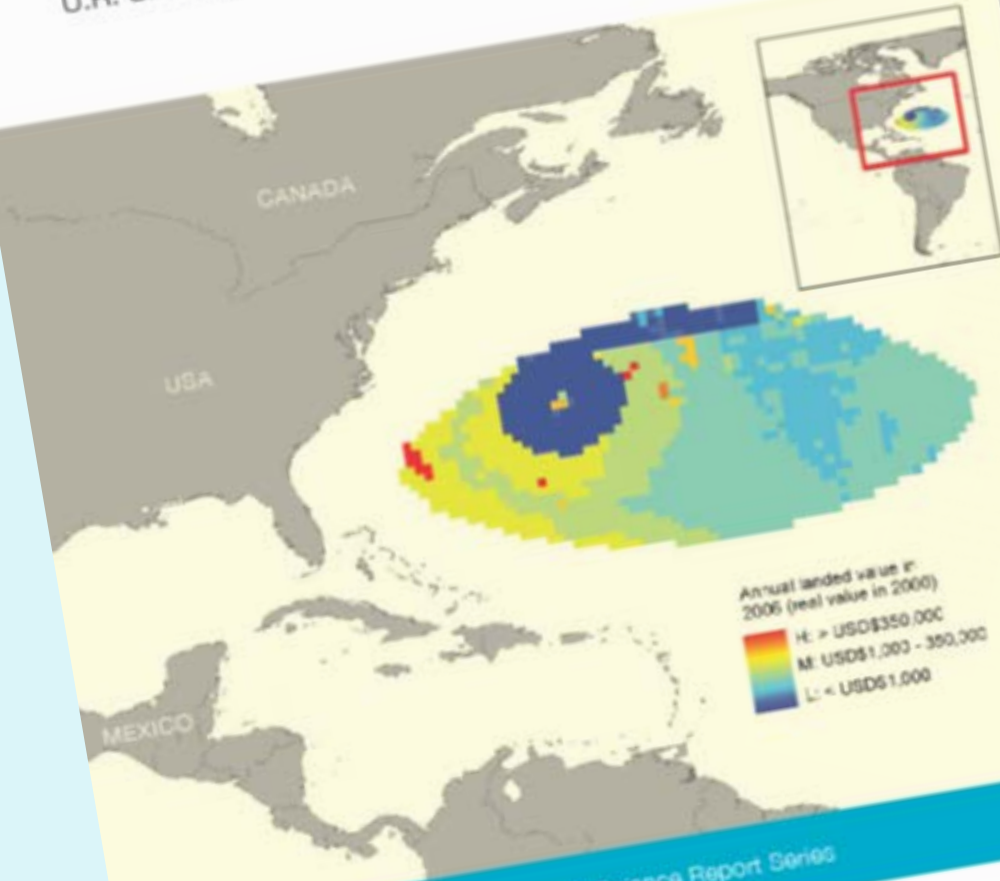 CANADA
USA
MEXICO
Annual landed value in
2006 (real value in 2000)
H: > USD$350,000
M: USD$1,000 - 350,000
L: < USD$1,000
Report Series